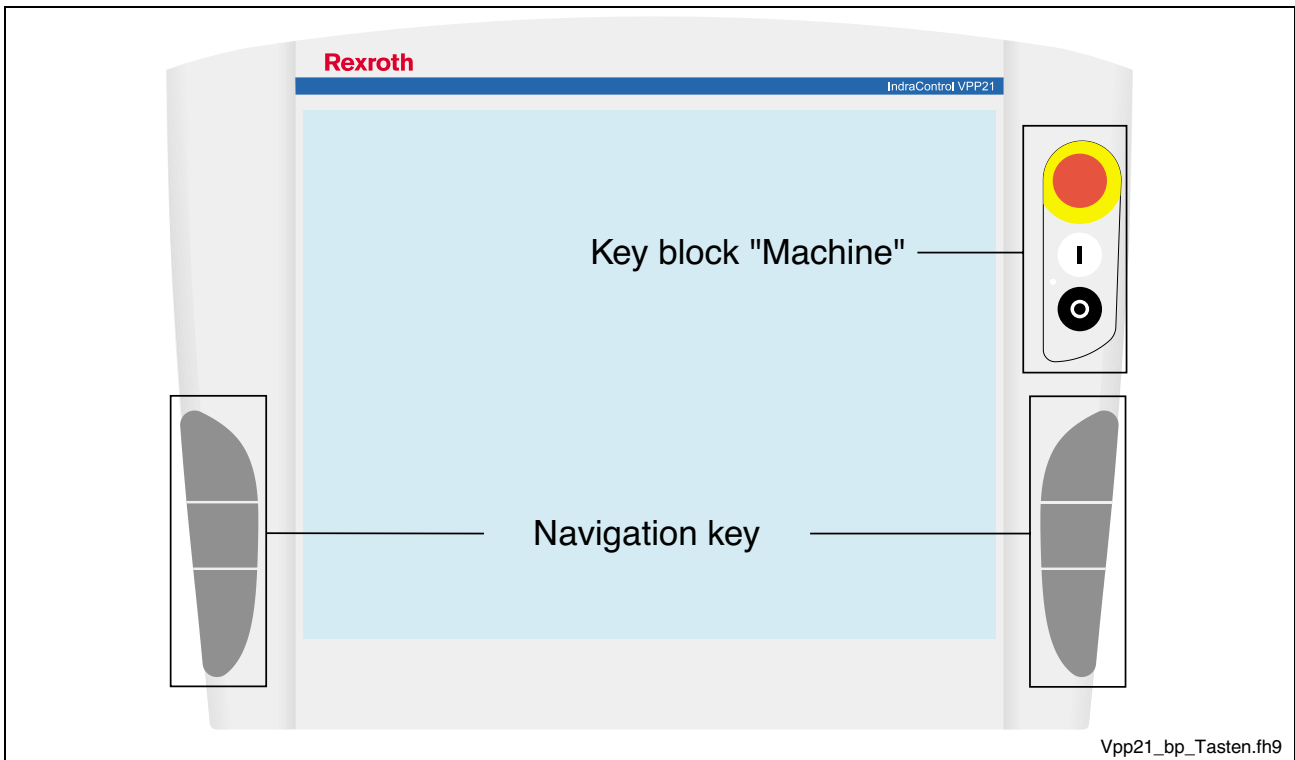 Rexroth
IndraControl VPP21
Key block "Machine"
I
O
Navigation key
Vpp21_bp_Tasten.fh9